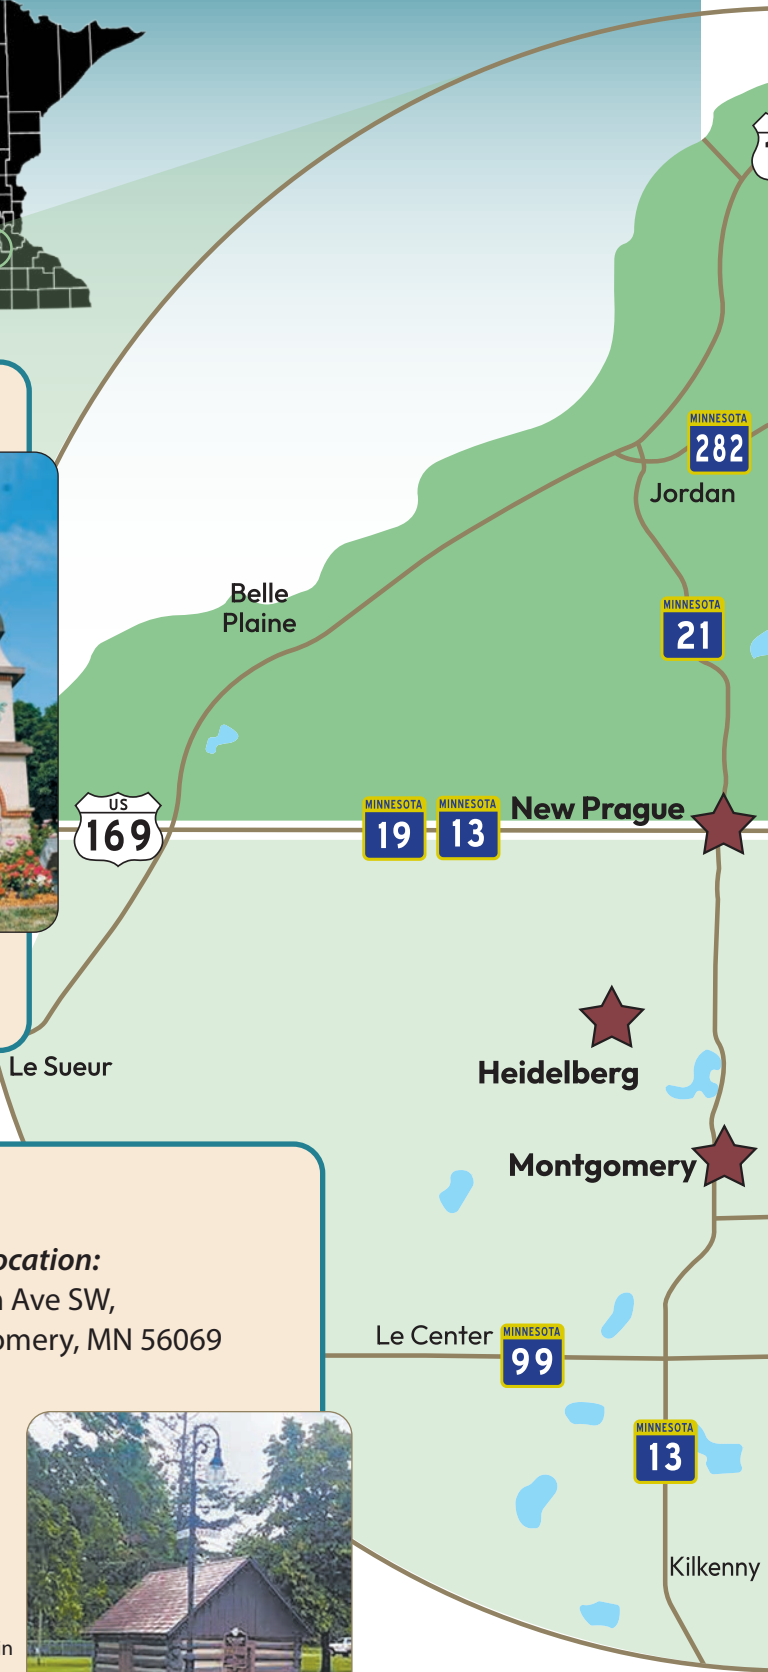 MINNESOTA
282
Jordan
Belle
Plaine
MINNESOTA
21
US
169
MINNESOTA
19
MINNESOTA
13
New Prague
Heidelberg
Le Sueur
Montgomery
ocation:
Ave SW,
omery, MN 56069
Le Center
MINNESOTA
99
MINNESOTA
13
Kilkenny
in